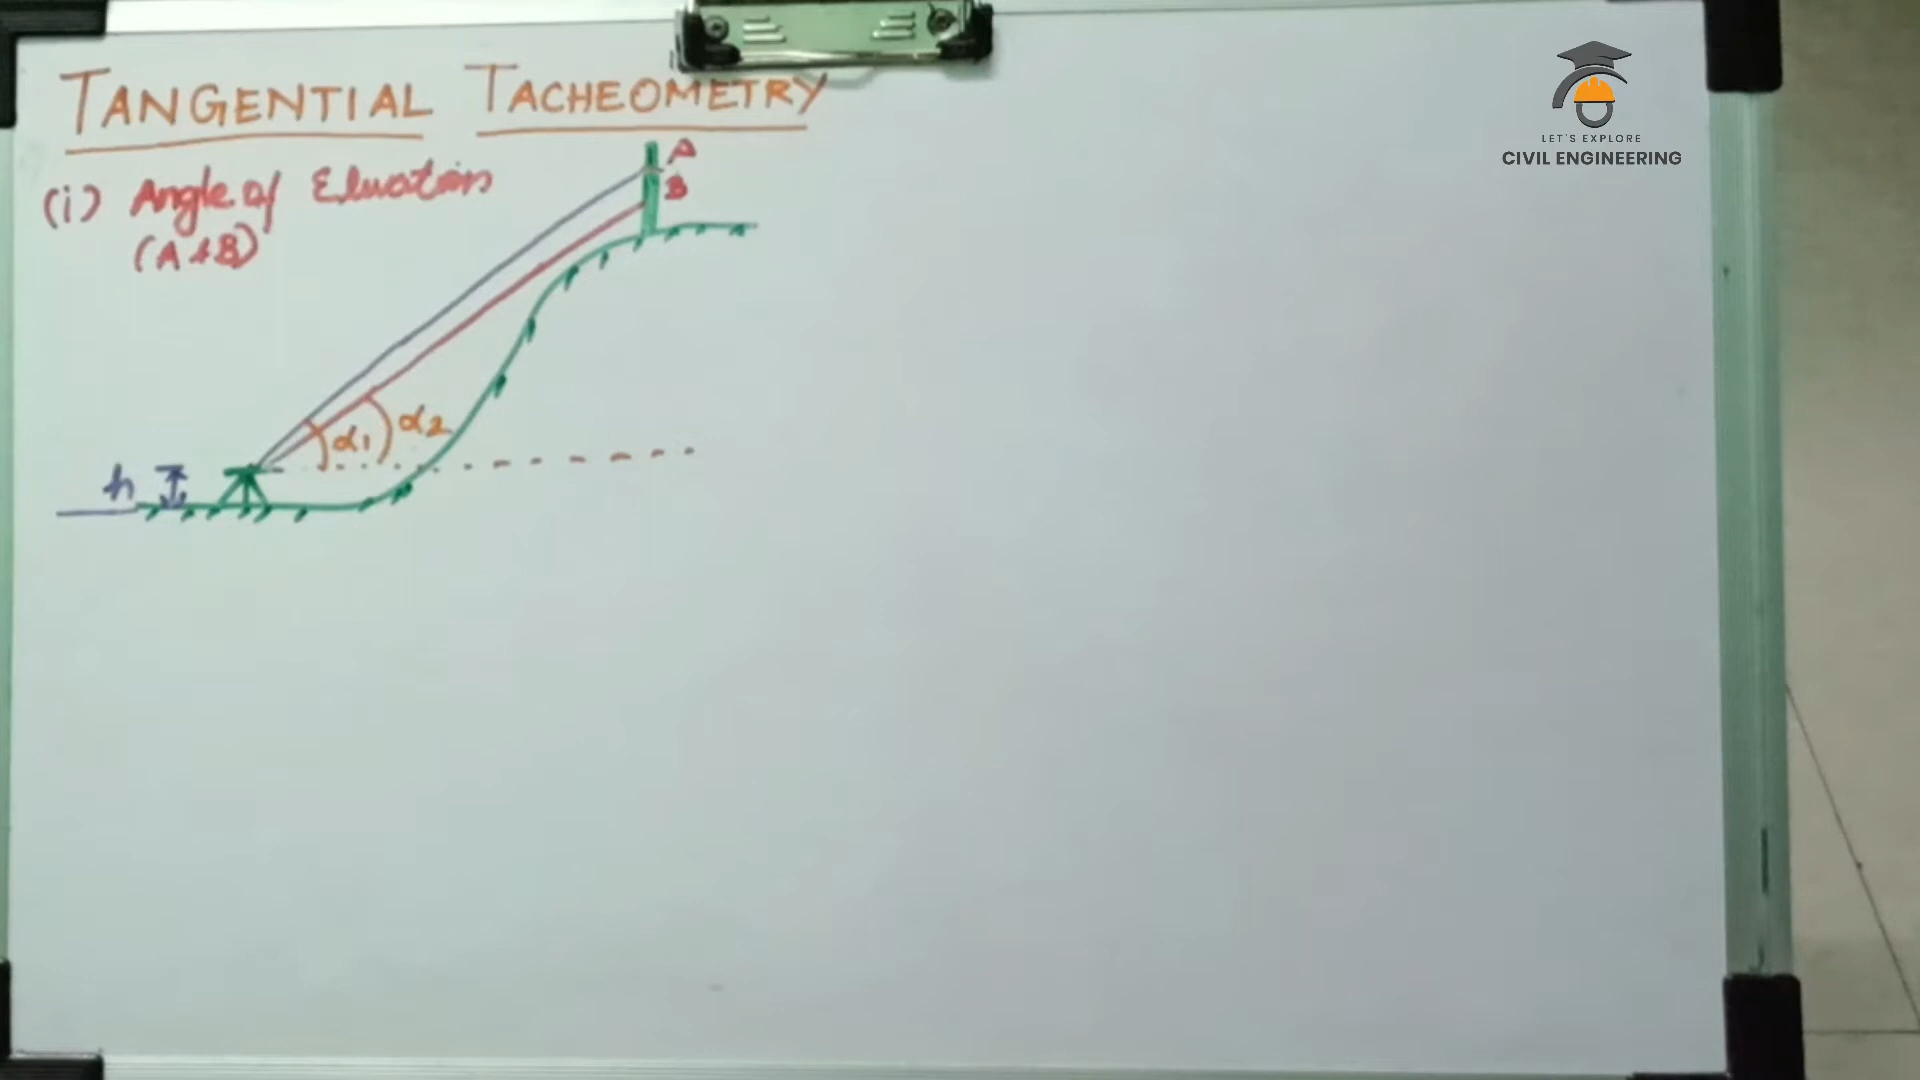 TANGENTIAL TACHEOMETRY
(i) Angle of Elevation
(A & B)
A
B
α1
α2
h
LET'S EXPLORE
CIVIL ENGINEERING